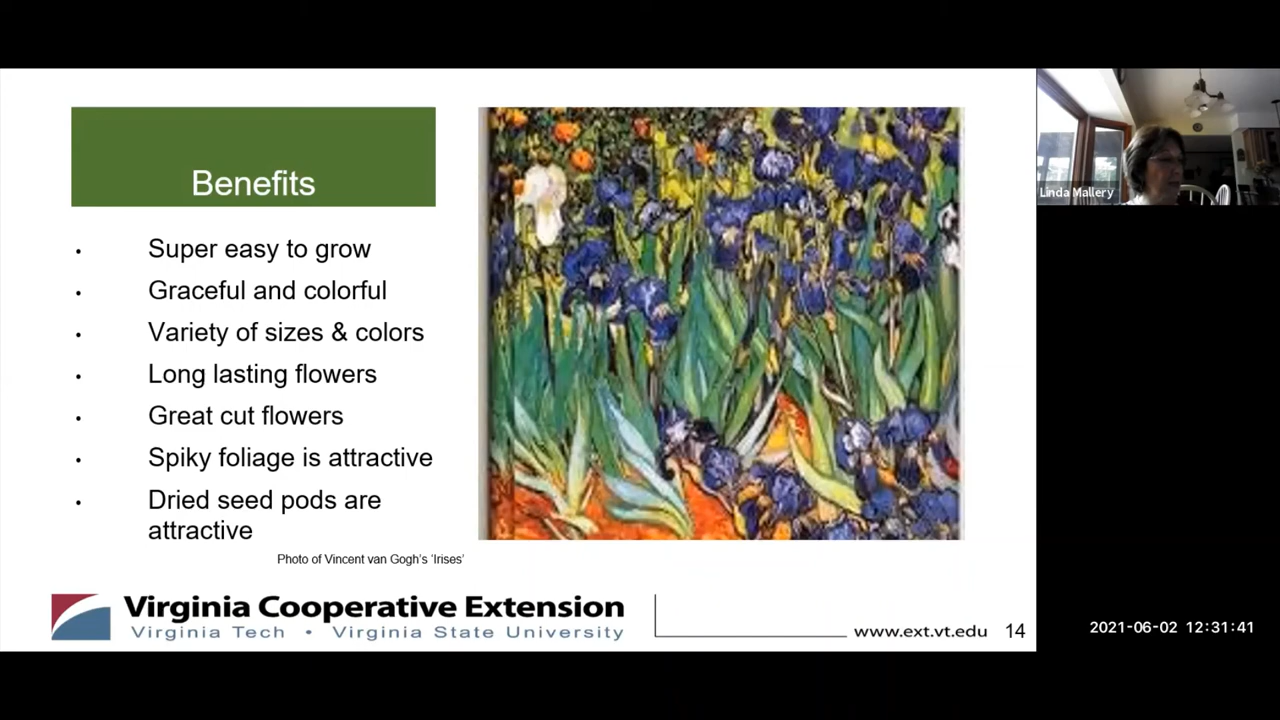 Benefits
• Super easy to grow
• Graceful and colorful
• Variety of sizes & colors
• Long lasting flowers
• Great cut flowers
• Spiky foliage is attractive
• Dried seed pods are
attractive
Photo of Vincent van Gogh's 'Irises'
Virginia Cooperative Extension
Virginia Tech • Virginia State University
www.ext.vt.edu 14
Linda Mallery
2021-06-02 12:31:41